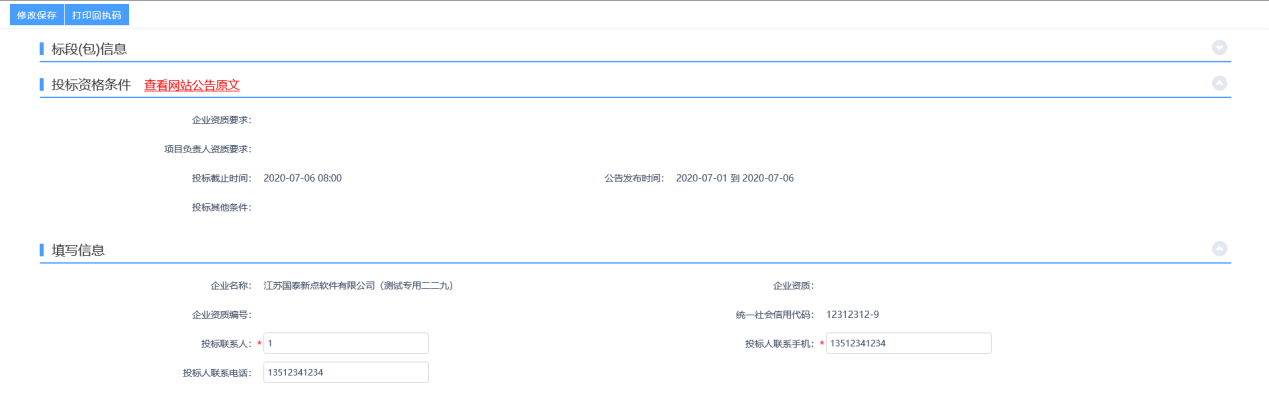 修改保存 打印回执码
标段(包)信息
投标资格条件 查看网站公告原文
企业资质要求：
项目负责人资质要求：
投标截止时间： 2020-07-06 08:00 公告发布时间： 2020-07-01 到 2020-07-06
投标其他条件：
填写信息
企业名称： 江苏国泰新点软件有限公司（测试专用二二九） 企业资质：
企业资质编号： 统一社会信用代码： 12312312-9
投标联系人：* 1 投标人联系手机：* 13512341234
投标人联系电话： 13512341234